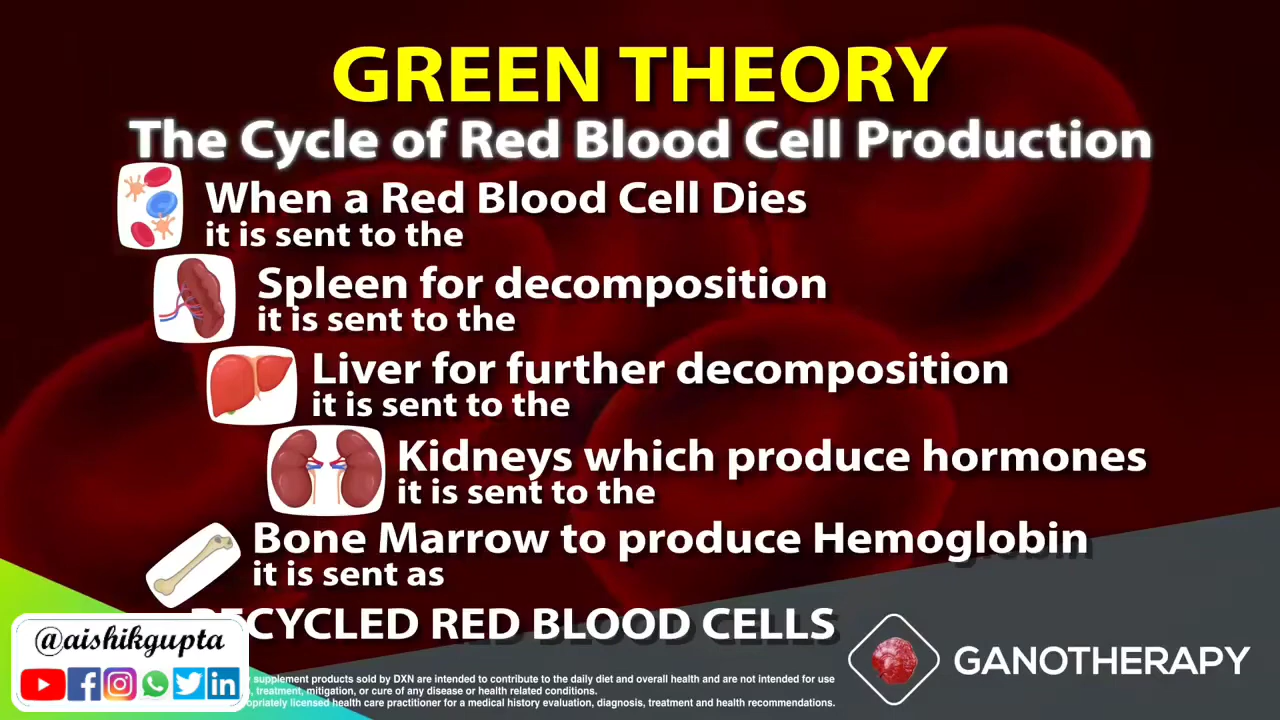 GREEN THEORY
The Cycle of Red Blood Cell Production
When a Red Blood Cell Dies
it is sent to the
Spleen for decomposition
it is sent to the
Liver for further decomposition
it is sent to the
Kidneys which produce hormones
it is sent to the
Bone Marrow to produce Hemoglobin
it is sent as
RED BLOOD CELLS
@aishikgupta
GANOTHERAPY
supplement products sold by DXN are intended to contribute to the daily diet and overall health and are not intended for use
, treatment, mitigation, or cure of any disease or health related conditions.
licensed health care practitioner for a medical history evaluation, diagnosis, treatment and health recommendations.